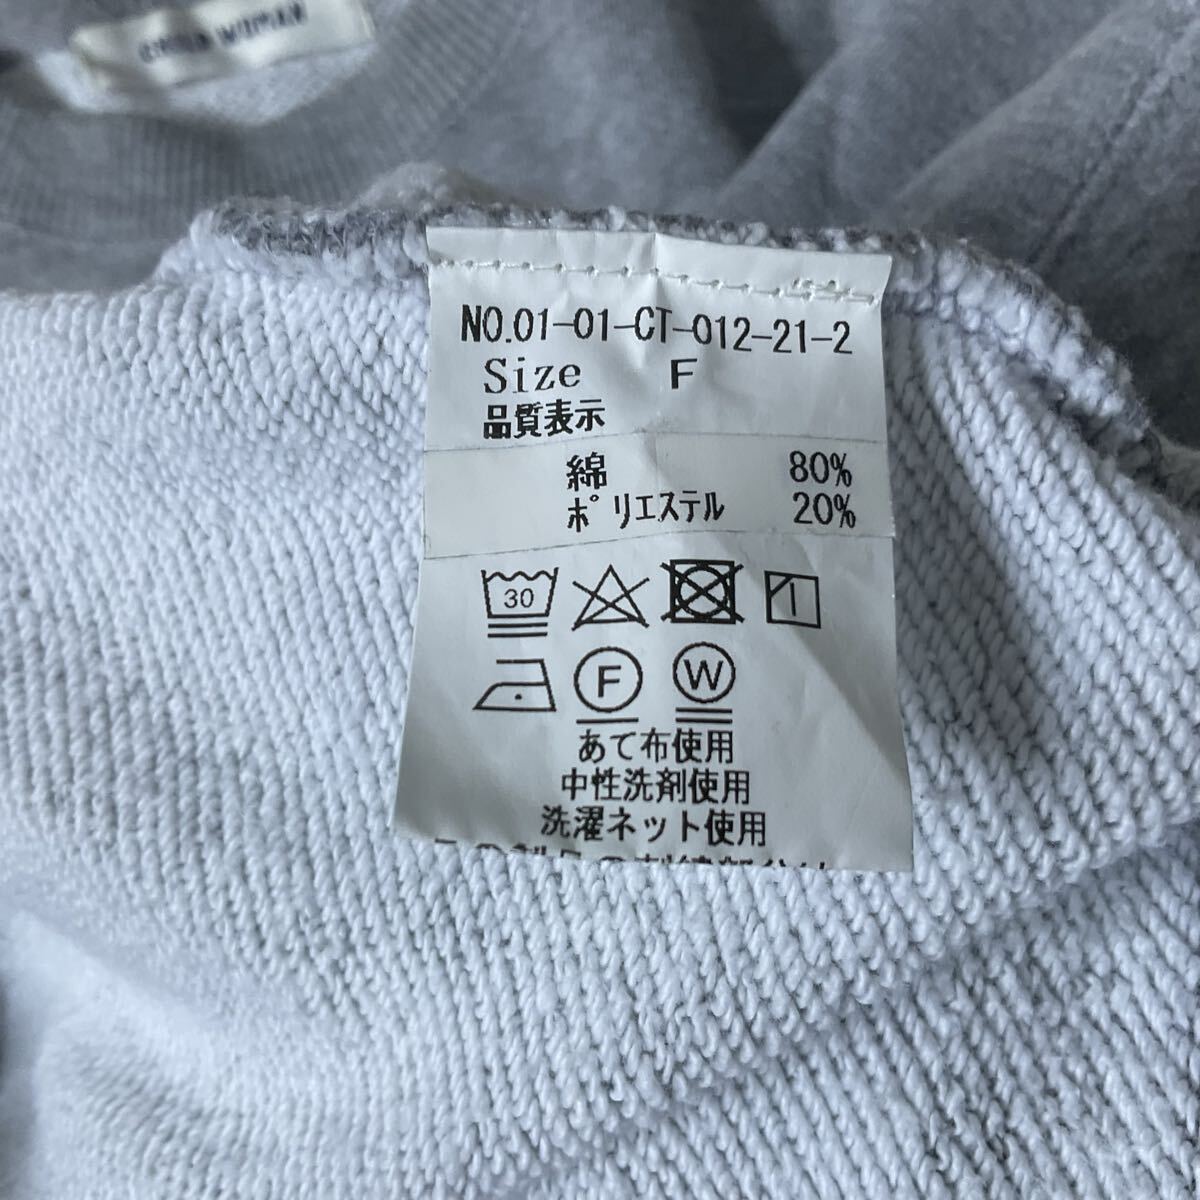 WOMAN
NO.01-01-CT-012-21-2
Size F
品質表示
綿 80%
ポリエステル 20%
30
F
W
あて布使用
中性洗剤使用
洗濯ネット使用